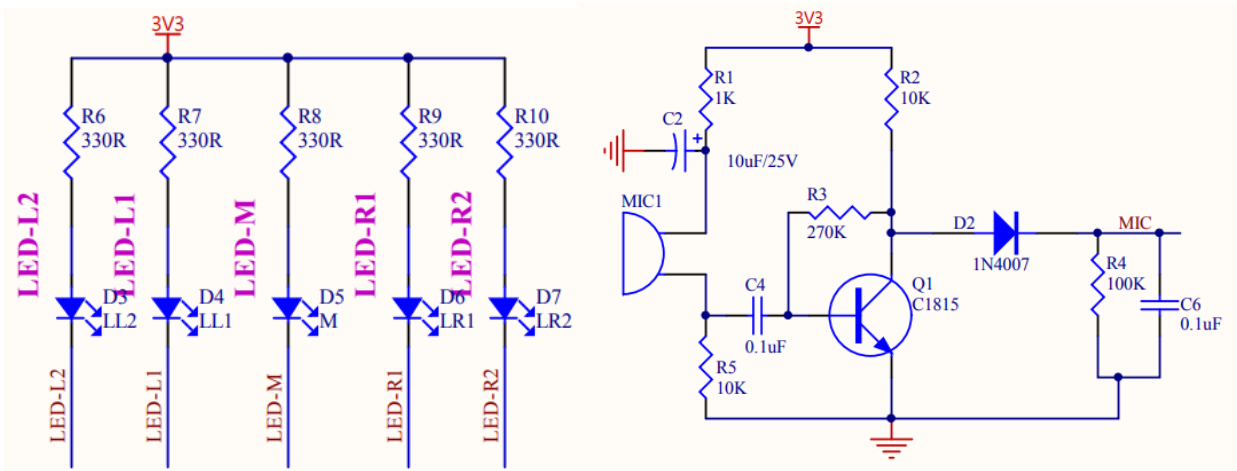 3V3
R6
330R
R7
330R
R8
330R
R9
330R
R10
330R
LED-L2
LED-L1
LED-M
LED-R1
LED-R2
D3
LL2
D4
LL1
D5
M
D6
LR1
D7
LR2
LED-L2
LED-L1
LED-M
LED-R1
LED-R2
3V3
R1
1K
R2
10K
C2
+
10uF/25V
MIC1
R3
270K
D2
1N4007
MIC
R4
100K
C6
0.1uF
C4
0.1uF
Q1
C1815
R5
10K